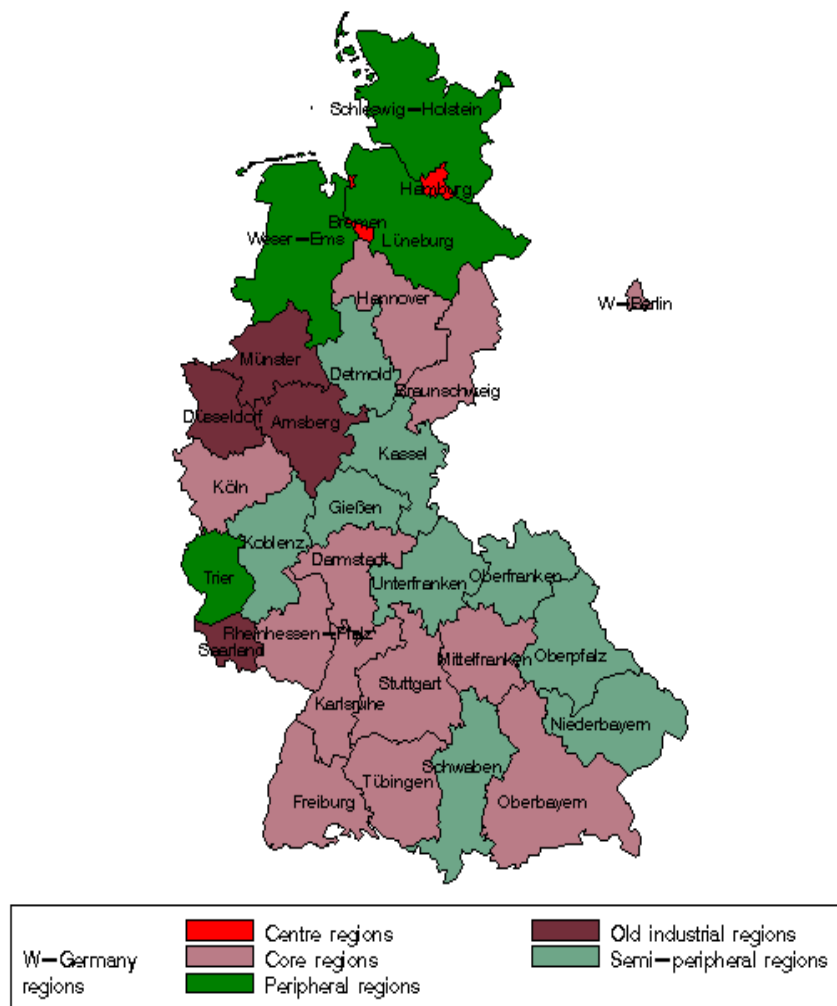 Schleswig-Holstein
Hamburg
Bremen
Weser-Ems
Lüneburg
Hannover
W-Berlin
Münster
Detmold
Braunschweig
Düsseldorf
Arnsberg
Kassel
Köln
Gießen
Koblenz
Darmstadt
Trier
Unterfranken
Oberfranken
Rheinhessen-Pfalz
Saarland
Mittelfranken
Oberpfalz
Stuttgart
Karlsruhe
Niederbayern
Schwaben
Tübingen
Freiburg
Oberbayern
W-Germany
regions
Centre regions
Core regions
Peripheral regions
Old industrial regions
Semi-peripheral regions